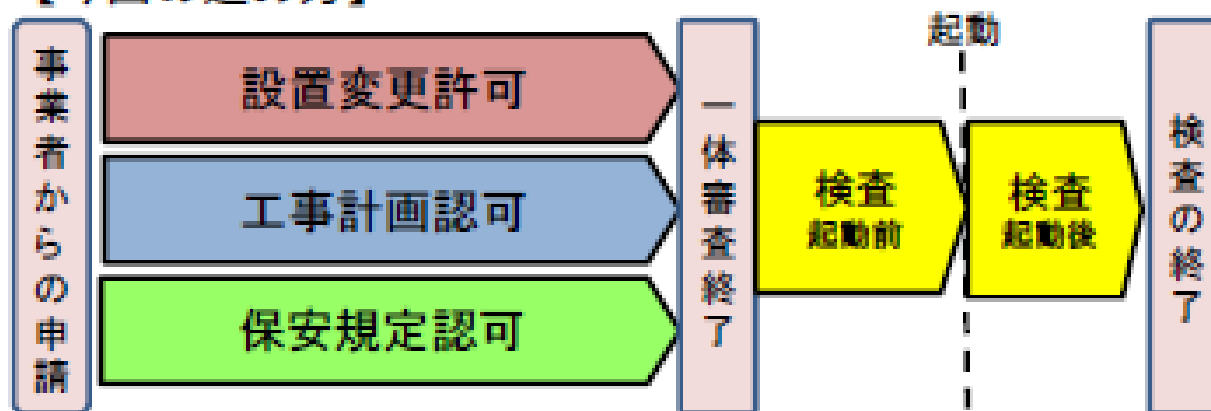 事業者からの申請
設置変更許可
工事計画認可
保安規定認可
一体審査終了
起動
検査
起動前
検査
起動後
検査の終了